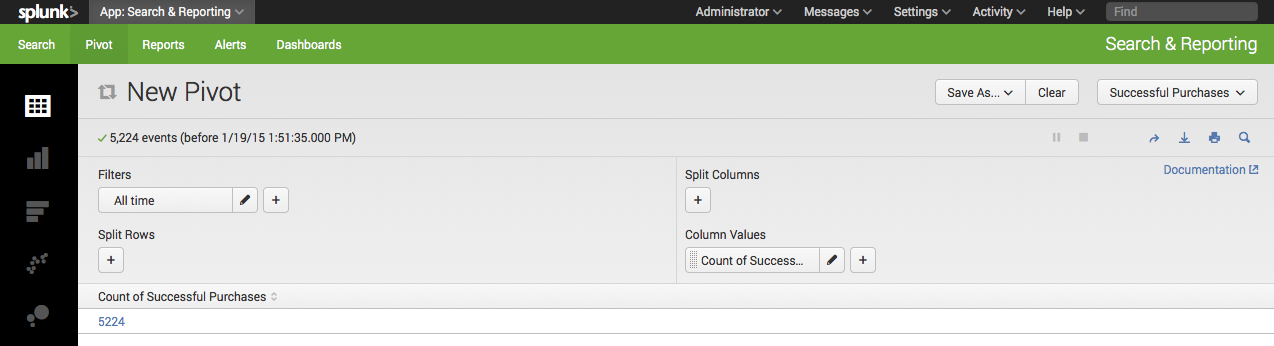 splunk> App: Search & Reporting Administrator Messages Settings Activity Help Find
Search Pivot Reports Alerts Dashboards Search & Reporting
New Pivot Save As... Clear Successful Purchases
5,224 events (before 1/19/15 1:51:35.000 PM)
Documentation
Filters Split Columns
All time + +
Split Rows Column Values
+ Count of Success... +
Count of Successful Purchases
5224